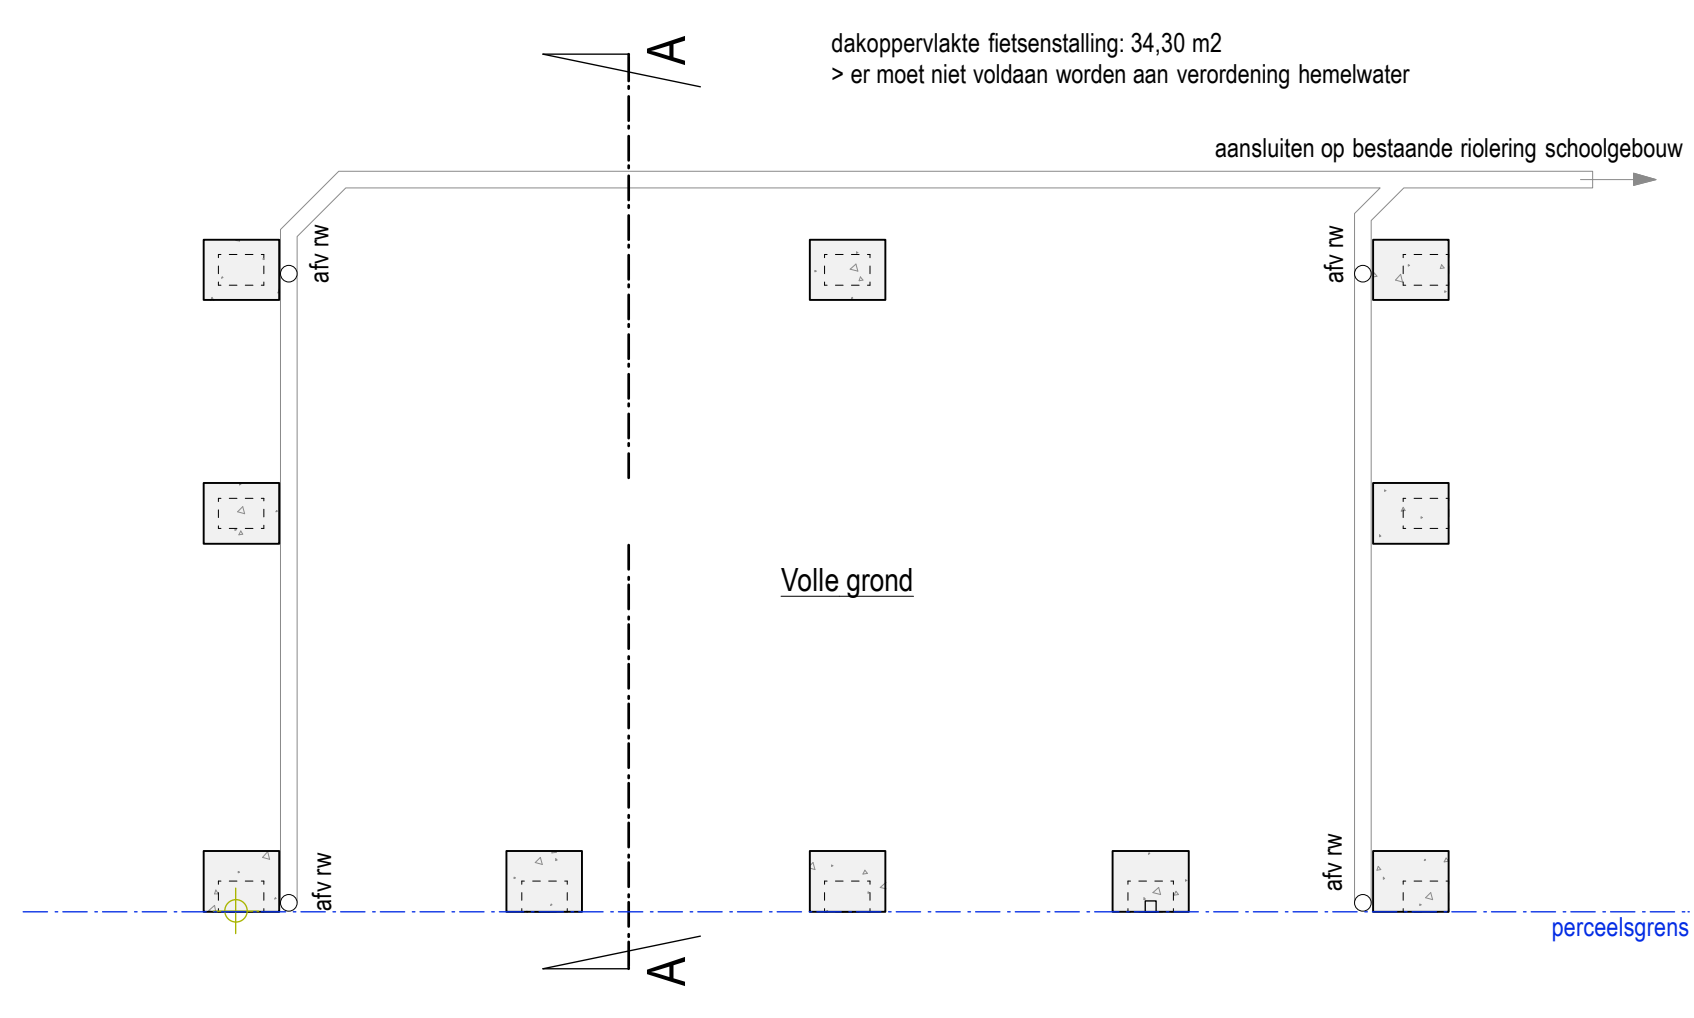 A
dakoppervlakte fietsenstalling: 34,30 m2
> er moet niet voldaan worden aan verordening hemelwater
aansluiten op bestaande riolering schoolgebouw
afv rw
afv rw
Volle grond
afv rw
afv rw
perceelsgrens
A